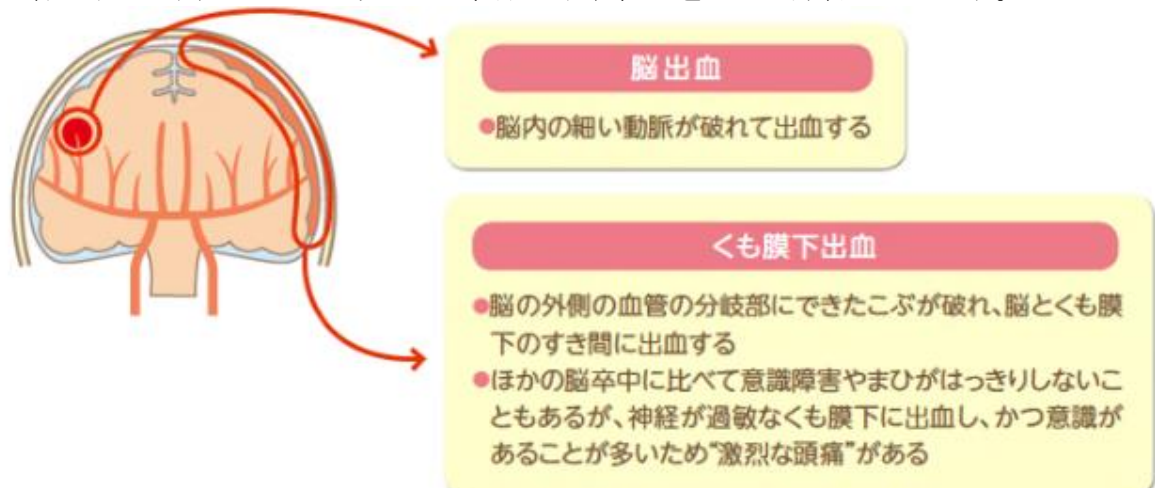 脳出血
●脳内の細い動脈が破れて出血する
くも膜下出血
●脳の外側の血管の分岐部にできたこぶが破れ、脳とくも膜
下のすき間に出血する
●ほかの脳卒中に比べて意識障害やまひがはっきりしないこ
ともあるが、神経が過敏なくも膜下に出血し、かつ意識が
あることが多いため“激烈な頭痛”がある